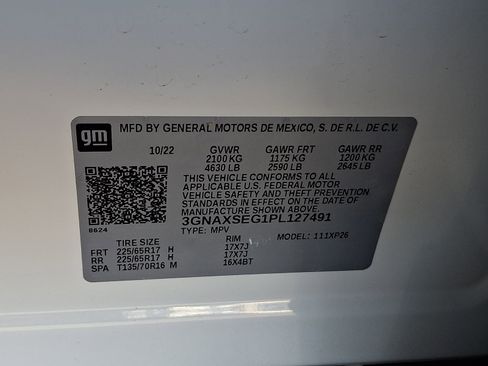 gm
MFD BY GENERAL MOTORS DE MEXICO, S. DE R.L. DE C.V.
10/22 GVWR GAWR FRT GAWR RR
2100 KG 1175 KG 1200 KG
4630 LB 2590 LB 2645 LB
THIS VEHICLE CONFORMS TO ALL
APPLICABLE U.S. FEDERAL MOTOR
VEHICLE SAFETY AND THEFT PREVENTION
STANDARDS IN EFFECT ON THE DATE OF
MANUFACTURE SHOWN ABOVE.
3GNAXSEG1PL127491
8624
TYPE: MPV MODEL: 111XP26
TIRE SIZE RIM
FRT 225/65R17 H 17X7J
RR 225/65R17 H 17X7J
SPA T135/70R16 M 16X4BT